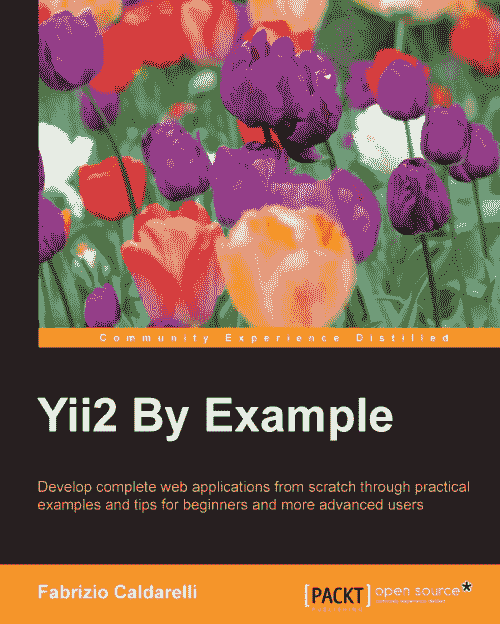 Community Experience Distilled
Yii2 By Example
Develop complete web applications from scratch through practical
examples and tips for beginners and more advanced users
Fabrizio Caldarelli
[PACKT] open source*